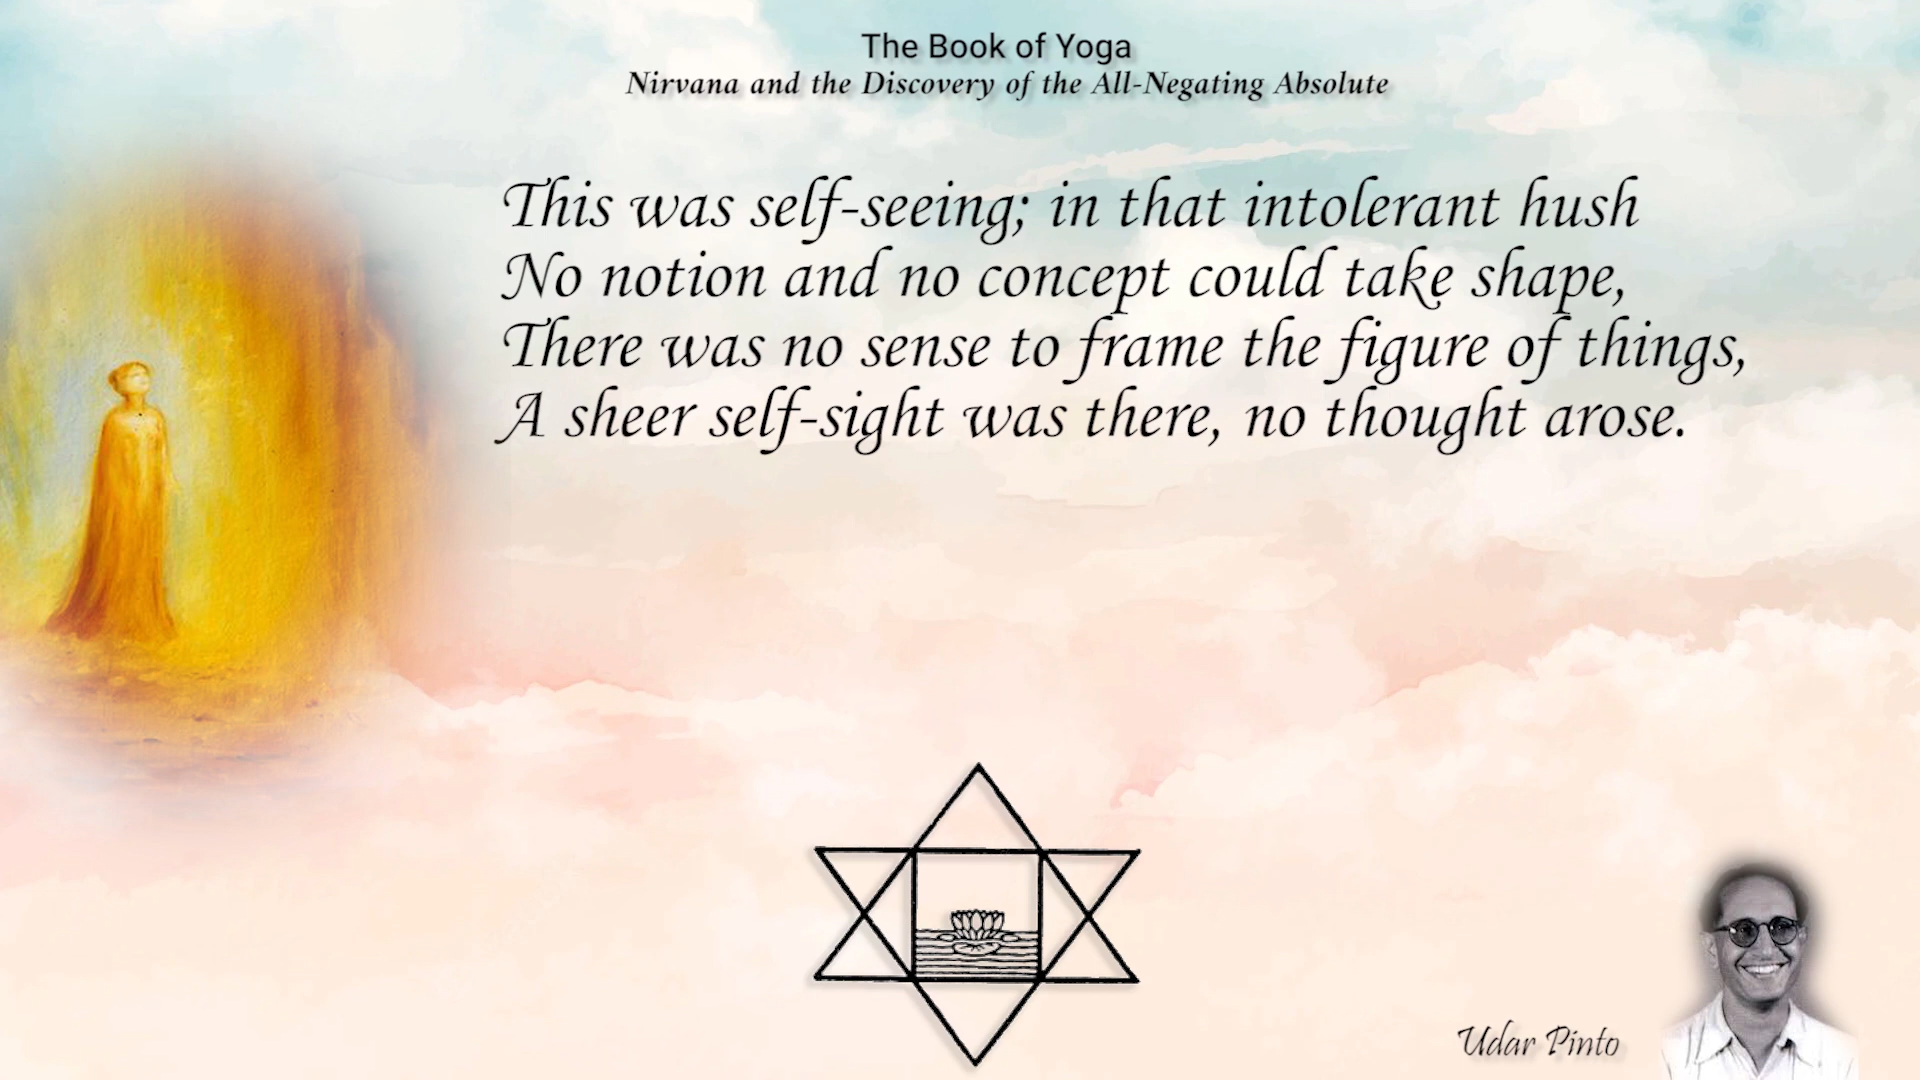 The Book of Yoga
Nirvana and the Discovery of the All-Negating Absolute
This was self-seeing; in that intolerant hush
No notion and no concept could take shape,
There was no sense to frame the figure of things,
A sheer self-sight was there, no thought arose.
Udar Pinto